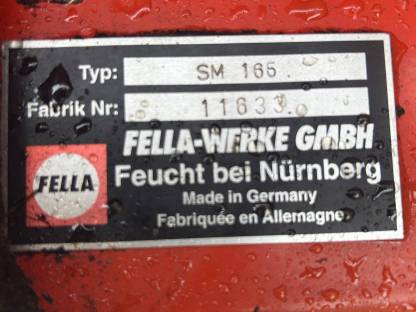 Typ: SM 165
Fabrik Nr: 11633
FELLA-WERKE GMBH
FELLA
Feucht bei Nürnberg
Made in Germany
Fabriquée en Allemagne